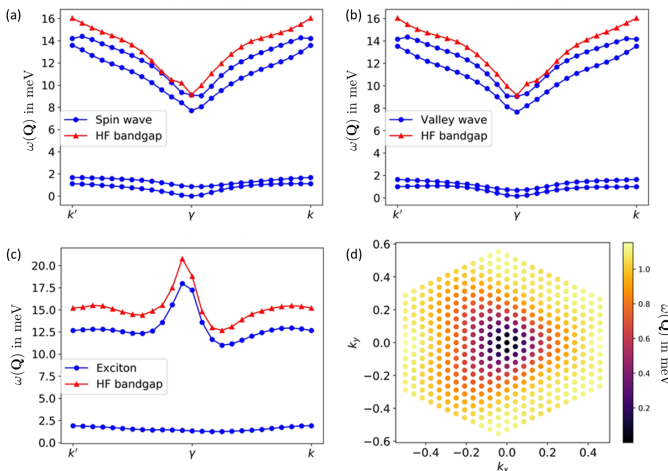 (a)
16
14
12
10
8
6
4
2
0
ω(Q) in meV
Spin wave
HF bandgap
k′
γ
k
(b)
16
14
12
10
8
6
4
2
0
ω(Q) in meV
Valley wave
HF bandgap
k′
γ
k
(c)
20.0
17.5
15.0
12.5
10.0
7.5
5.0
2.5
0.0
ω(Q) in meV
Exciton
HF bandgap
k′
γ
k
(d)
0.6
0.4
0.2
0.0
−0.2
−0.4
−0.6
ky
−0.4
−0.2
0.0
0.2
0.4
kx
1.0
0.8
0.6
0.4
0.2
ω(Q) in meV